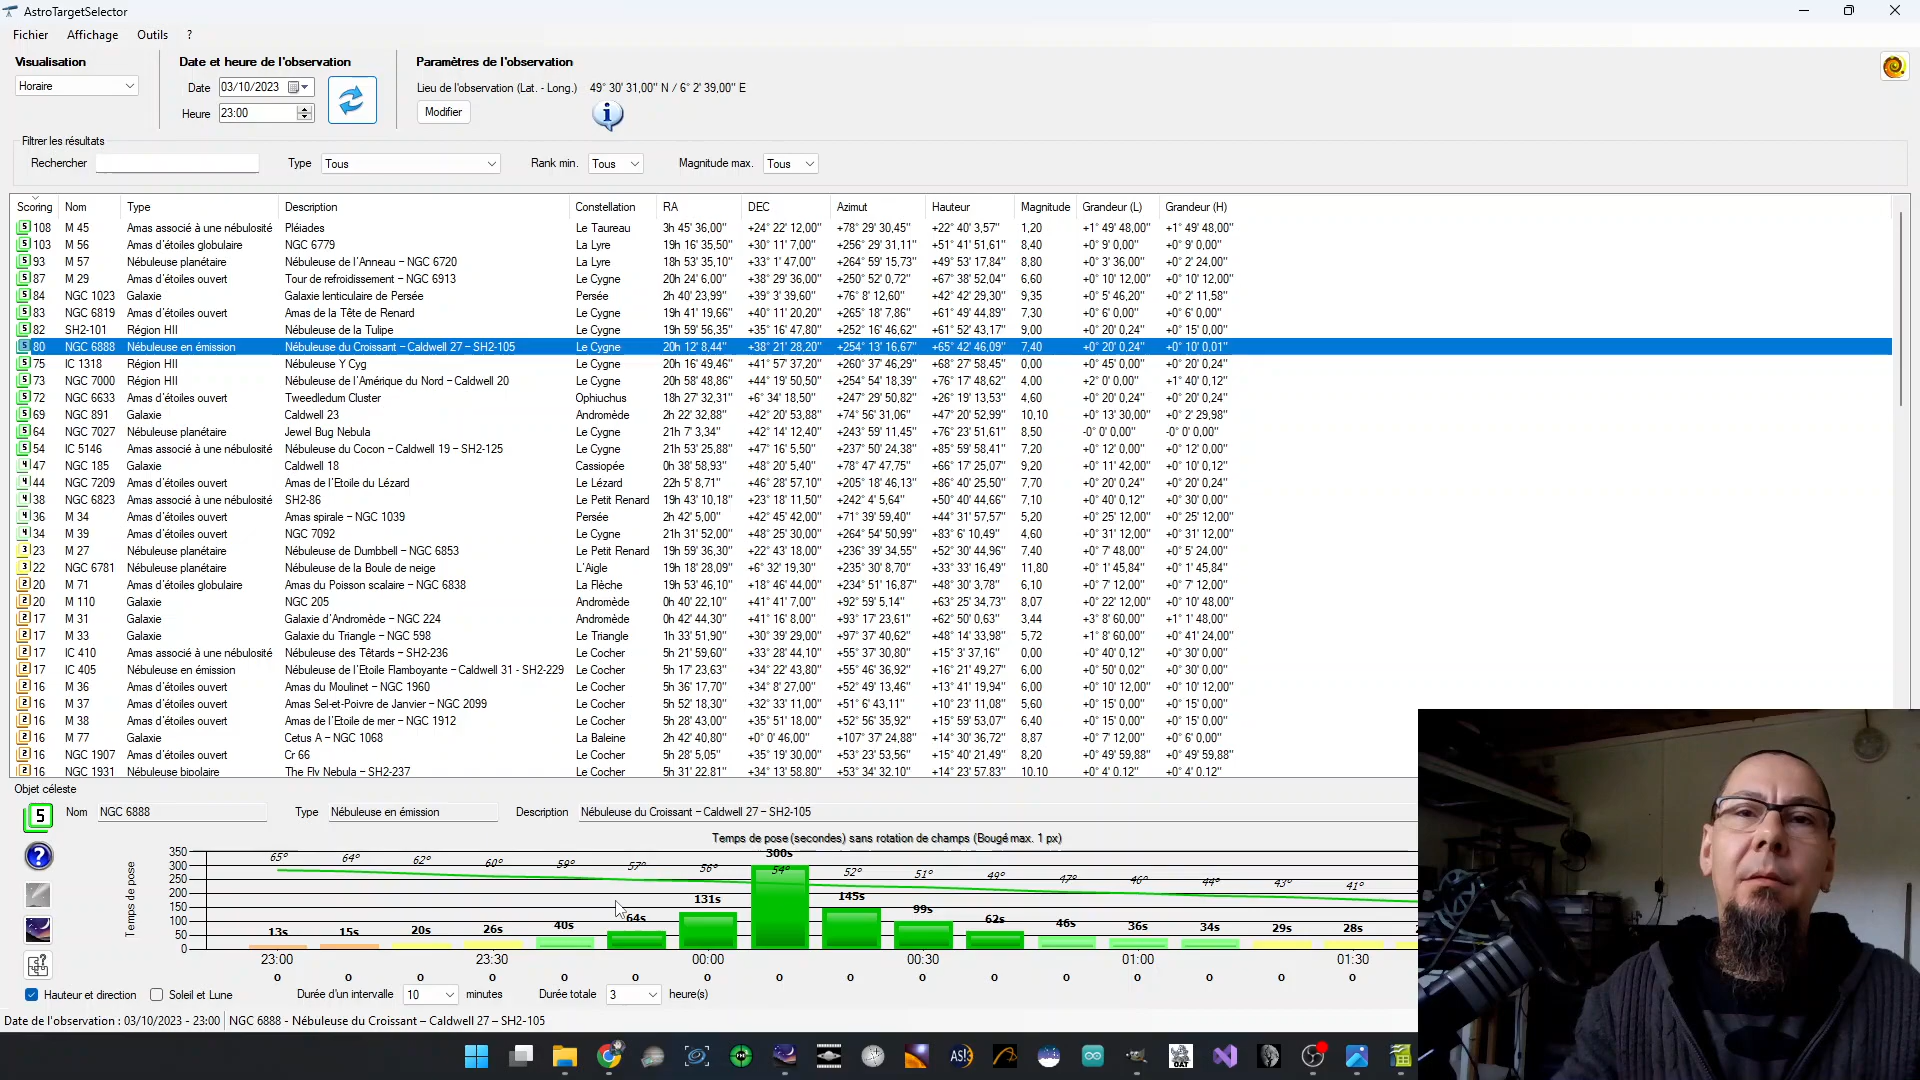 AstroTargetSelector
Fichier Affichage Outils ?
Visualisation
Horaire
Date et heure de l'observation
Date 03/10/2023
Heure 23:00
Paramètres de l'observation
Lieu de l'observation (Lat. - Long.) 49° 30' 31,00'' N / 6° 2' 39,00'' E
Modifier
Filtrer les résultats
Rechercher Type Tous Rank min. Tous Magnitude max. Tous
Scoring Nom Type Description Constellation RA DEC Azimut Hauteur Magnitude Grandeur (L) Grandeur (H)
5 108 M 45 Amas associé à une nébulosité Pléiades Le Taureau 3h 45' 36,00'' +24° 22' 12,00'' +78° 29' 30,45'' +22° 40' 3,57'' 1,20 +1° 49' 48,00'' +1° 49' 48,00''
5 103 M 56 Amas d'étoiles globulaire NGC 6779 La Lyre 19h 16' 35,50'' +30° 11' 7,00'' +256° 29' 31,11'' +51° 41' 51,61'' 8,40 +0° 9' 0,00'' +0° 9' 0,00''
5 93 M 57 Nébuleuse planétaire Nébuleuse de l'Anneau – NGC 6720 La Lyre 18h 53' 35,10'' +33° 1' 47,00'' +264° 59' 15,73'' +49° 53' 17,84'' 8,80 +0° 3' 36,00'' +0° 2' 24,00''
5 87 M 29 Amas d'étoiles ouvert Tour de refroidissement – NGC 6913 Le Cygne 20h 24' 6,00'' +38° 29' 36,00'' +250° 52' 0,72'' +67° 38' 52,04'' 6,60 +0° 10' 12,00'' +0° 10' 12,00''
5 84 NGC 1023 Galaxie Galaxie lenticulaire de Persée Persée 2h 40' 23,99'' +39° 3' 39,60'' +76° 8' 12,60'' +42° 42' 29,30'' 9,35 +0° 5' 46,20'' +0° 2' 11,58''
5 83 NGC 6819 Amas d'étoiles ouvert Amas de la Tête de Renard Le Cygne 19h 41' 19,66'' +40° 11' 20,20'' +265° 18' 7,86'' +61° 49' 44,89'' 7,30 +0° 6' 0,00'' +0° 6' 0,00''
5 82 SH2-101 Région HII Nébuleuse de la Tulipe Le Cygne 19h 59' 56,35'' +35° 16' 47,80'' +252° 16' 46,62'' +61° 52' 43,17'' 9,00 +0° 20' 0,24'' +0° 15' 0,00''
5 80 NGC 6888 Nébuleuse en émission Nébuleuse du Croissant – Caldwell 27 – SH2-105 Le Cygne 20h 12' 8,44'' +38° 21' 28,20'' +254° 13' 16,67'' +65° 42' 46,09'' 7,40 +0° 20' 0,24'' +0° 10' 0,01''
5 75 IC 1318 Région HII Nébuleuse Y Cyg Le Cygne 20h 16' 49,46'' +41° 57' 37,20'' +260° 37' 46,29'' +68° 27' 58,45'' 0,00 +0° 45' 0,00'' +0° 20' 0,24''
5 73 NGC 7000 Région HII Nébuleuse de l'Amérique du Nord – Caldwell 20 Le Cygne 20h 58' 48,86'' +44° 19' 50,50'' +254° 54' 18,39'' +76° 17' 48,62'' 4,00 +2° 0' 0,00'' +1° 40' 0,12''
5 72 NGC 6633 Amas d'étoiles ouvert Tweedledum Cluster Ophiuchus 18h 27' 32,31'' +6° 34' 18,50'' +247° 29' 50,82'' +26° 19' 13,53'' 4,60 +0° 20' 0,24'' +0° 20' 0,24''
5 69 NGC 891 Galaxie Caldwell 23 Andromède 2h 22' 32,88'' +42° 20' 53,88'' +74° 56' 31,06'' +47° 20' 52,99'' 10,10 +0° 13' 30,00'' +0° 2' 29,98''
5 64 NGC 7027 Nébuleuse planétaire Jewel Bug Nebula Le Cygne 21h 7' 3,34'' +42° 14' 12,40'' +243° 59' 11,45'' +76° 23' 51,61'' 8,50 -0° 0' 0,00'' -0° 0' 0,00''
5 54 IC 5146 Amas associé à une nébulosité Nébuleuse du Cocon – Caldwell 19 – SH2-125 Le Cygne 21h 53' 25,88'' +47° 16' 5,50'' +237° 50' 24,38'' +85° 59' 58,41'' 7,20 +0° 12' 0,00'' +0° 12' 0,00''
4 47 NGC 185 Galaxie Caldwell 18 Cassiopée 0h 38' 58,93'' +48° 20' 5,40'' +78° 47' 47,75'' +66° 17' 25,07'' 9,20 +0° 11' 42,00'' +0° 10' 0,12''
4 44 NGC 7209 Amas d'étoiles ouvert Amas de l'Etoile du Lézard Le Lézard 22h 5' 8,71'' +46° 28' 57,10'' +205° 18' 46,13'' +86° 40' 25,50'' 7,70 +0° 20' 0,24'' +0° 20' 0,24''
4 38 NGC 6823 Amas associé à une nébulosité SH2-86 Le Petit Renard 19h 43' 10,18'' +23° 18' 11,50'' +242° 4' 5,64'' +50° 40' 44,66'' 7,10 +0° 40' 0,12'' +0° 30' 0,00''
4 36 M 34 Amas d'étoiles ouvert Amas spirale – NGC 1039 Persée 2h 42' 5,00'' +42° 45' 42,00'' +71° 39' 59,40'' +44° 31' 57,57'' 5,20 +0° 25' 12,00'' +0° 25' 12,00''
4 34 M 39 Amas d'étoiles ouvert NGC 7092 Le Cygne 21h 31' 52,00'' +48° 25' 30,00'' +264° 54' 50,99'' +83° 6' 10,49'' 4,60 +0° 31' 12,00'' +0° 31' 12,00''
3 23 M 27 Nébuleuse planétaire Nébuleuse de Dumbbell – NGC 6853 Le Petit Renard 19h 59' 36,30'' +22° 43' 18,00'' +236° 39' 34,55'' +52° 30' 44,96'' 7,40 +0° 7' 48,00'' +0° 5' 24,00''
3 22 NGC 6781 Nébuleuse planétaire Nébuleuse de la Boule de neige L'Aigle 19h 18' 28,09'' +6° 32' 19,30'' +235° 30' 8,70'' +33° 33' 16,49'' 11,80 +0° 1' 45,84'' +0° 1' 45,84''
2 20 M 71 Amas d'étoiles globulaire Amas du Poisson scalaire – NGC 6838 La Flèche 19h 53' 46,10'' +18° 46' 44,00'' +234° 51' 16,87'' +48° 30' 3,78'' 6,10 +0° 7' 12,00'' +0° 7' 12,00''
2 20 M 110 Galaxie NGC 205 Andromède 0h 40' 22,10'' +41° 41' 7,00'' +92° 59' 5,14'' +63° 25' 34,73'' 8,07 +0° 22' 12,00'' +0° 10' 48,00''
2 17 M 31 Galaxie Galaxie d'Andromède – NGC 224 Andromède 0h 42' 44,30'' +41° 16' 8,00'' +93° 17' 23,61'' +62° 50' 0,63'' 3,44 +3° 8' 60,00'' +1° 1' 48,00''
2 17 M 33 Galaxie Galaxie du Triangle – NGC 598 Le Triangle 1h 33' 51,90'' +30° 39' 29,00'' +97° 37' 40,62'' +48° 14' 33,98'' 5,72 +1° 8' 60,00'' +0° 41' 24,00''
2 17 IC 410 Amas associé à une nébulosité Nébuleuse des Têtards – SH2-236 Le Cocher 5h 21' 59,60'' +33° 28' 44,10'' +55° 37' 30,80'' +15° 3' 37,16'' 0,00 +0° 40' 0,12'' +0° 30' 0,00''
2 17 IC 405 Nébuleuse en émission Nébuleuse de l'Etoile Flamboyante – Caldwell 31 - SH2-229 Le Cocher 5h 17' 23,63'' +34° 22' 43,80'' +55° 46' 36,92'' +16° 21' 49,27'' 6,00 +0° 50' 0,02'' +0° 30' 0,00''
2 16 M 36 Amas d'étoiles ouvert Amas du Moulinet – NGC 1960 Le Cocher 5h 36' 17,70'' +34° 8' 27,00'' +52° 49' 13,46'' +13° 41' 19,94'' 6,00 +0° 10' 12,00'' +0° 10' 12,00''
2 16 M 37 Amas d'étoiles ouvert Amas Sel-et-Poivre de Janvier – NGC 2099 Le Cocher 5h 52' 18,30'' +32° 33' 11,00'' +51° 6' 43,11'' +10° 23' 11,08'' 5,60 +0° 15' 0,00'' +0° 15' 0,00''
2 16 M 38 Amas d'étoiles ouvert Amas de l'Etoile de mer – NGC 1912 Le Cocher 5h 28' 43,00'' +35° 51' 18,00'' +52° 56' 35,92'' +15° 59' 53,07'' 6,40 +0° 15' 0,00'' +0° 15' 0,00''
2 16 M 77 Galaxie Cetus A – NGC 1068 La Baleine 2h 42' 40,80'' +0° 0' 46,00'' +107° 37' 24,88'' +14° 30' 36,72'' 8,87 +0° 7' 12,00'' +0° 6' 0,00''
2 16 NGC 1907 Amas d'étoiles ouvert Cr 66 Le Cocher 5h 28' 5,05'' +35° 19' 30,00'' +53° 23' 53,56'' +15° 40' 21,49'' 8,20 +0° 49' 59,88'' +0° 49' 59,88''
2 16 NGC 1931 Nébuleuse bipolaire The Fly Nebula – SH2-237 Le Cocher 5h 31' 22.81'' +34° 13' 58.80'' +53° 34' 32.10'' +14° 23' 57.83'' 10.10 +0° 4' 0.12'' +0° 4' 0.12''
Objet céleste
5 Nom NGC 6888 Type Nébuleuse en émission Description Nébuleuse du Croissant – Caldwell 27 – SH2-105
Temps de pose (secondes) sans rotation de champs (Bougé max. 1 px)
Temps de pose
350
300
250
200
150
100
50
0
65° 64° 62° 60° 59° 57° 56° 54° 52° 51° 49° 47° 46° 44° 43° 41°
13s 15s 20s 26s 40s 64s 131s 300s 145s 99s 62s 46s 36s 34s 29s 28s
23:00 23:30 00:00 00:30 01:00 01:30
O O O O O O O O O O O O O O O O
Hauteur et direction Soleil et Lune Durée d'un intervalle 10 minutes Durée totale 3 heure(s)
Date de l'observation : 03/10/2023 - 23:00 NGC 6888 - Nébuleuse du Croissant – Caldwell 27 – SH2-105